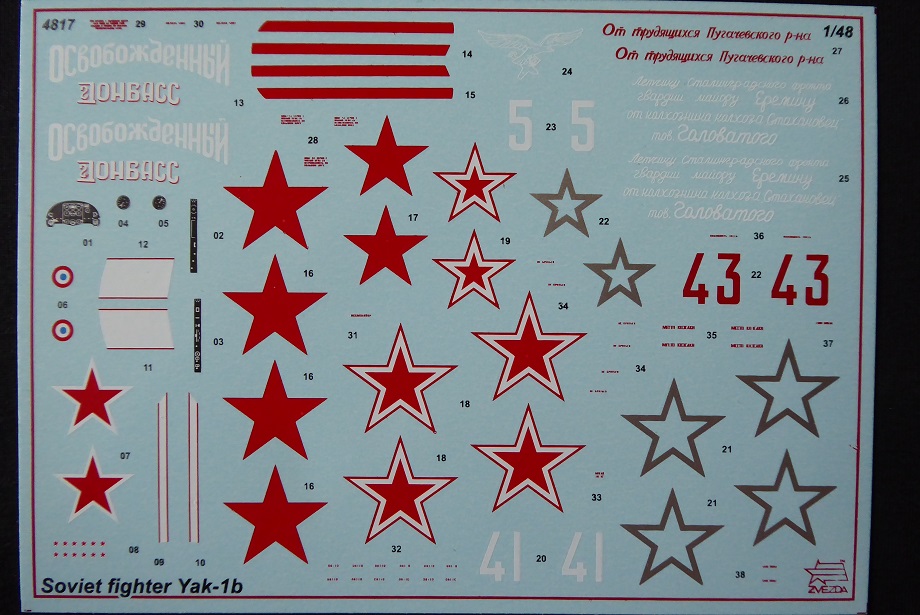 4817
29
30
1/48
Освобожденный
Донбасс
13
14
15
24
От трудящихся Пугачевского р-на
От трудящихся Пугачевского р-на
27
5 5
23
Летчику Сталинградского фронта
гвардии майору Еремину
от колхозника колхоза Стахановец
тов. Головатого
26
Освобожденный
Донбасс
28
Летчику Сталинградского фронта
гвардии майору Еремину
от колхозника колхоза Стахановец
тов. Головатого
25
01
04
05
02
12
17
22
36
16
19
43 22 43
06
03
31
34
35
37
11
16
18
34
07
16
18
21
33
21
08
09
10
32
41 20 41
38
Soviet fighter Yak-1b
ZVEZDA